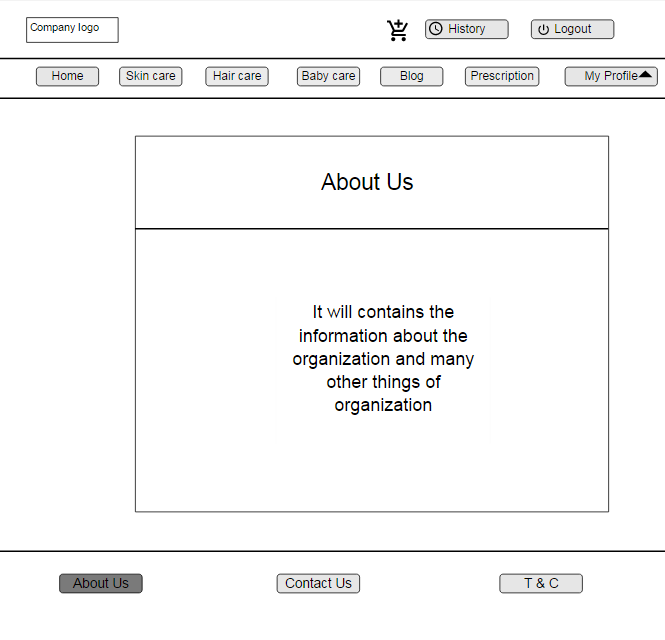 Company logo
History
Logout
Home
Skin care
Hair care
Baby care
Blog
Prescription
My Profile
About Us
It will contains the
information about the
organization and many
other things of
organization
About Us
Contact Us
T & C